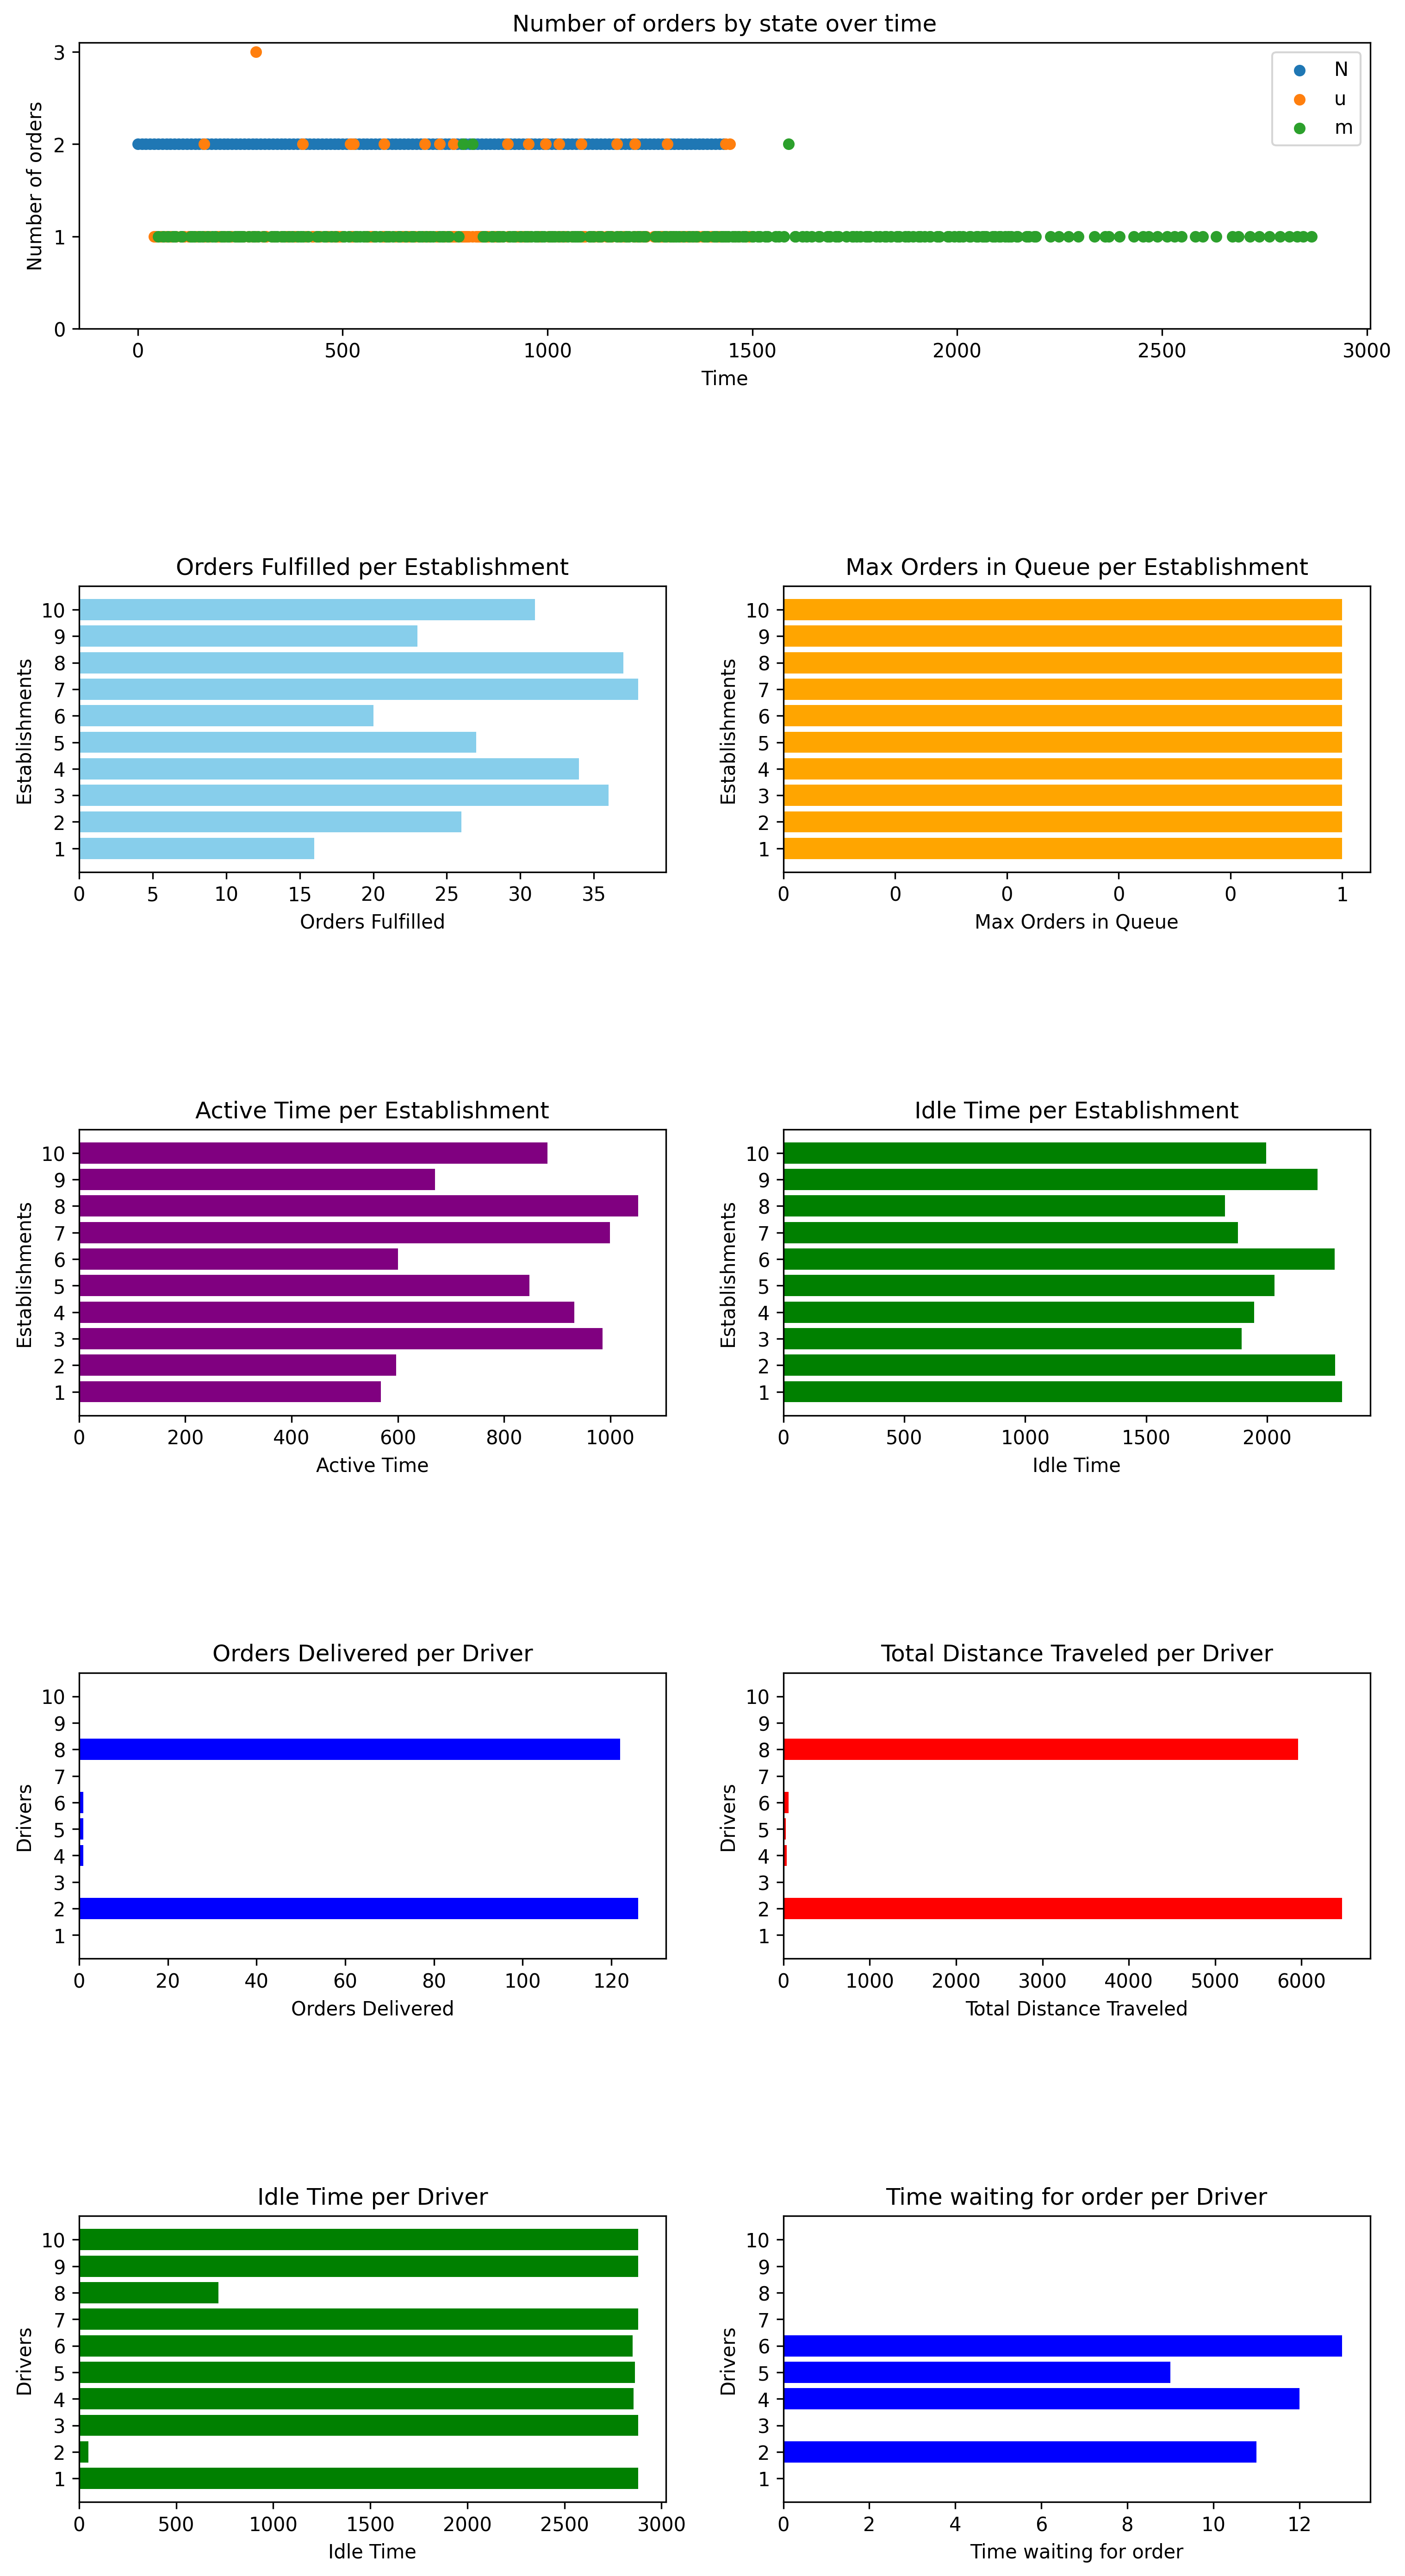 Number of orders by state over time
3
2
1
0
Number of orders
N
u
m
0 500 1000 1500 2000 2500 3000
Time
Orders Fulfilled per Establishment
10
9
8
7
6
5
4
3
2
1
Establishments
0 5 10 15 20 25 30 35
Orders Fulfilled
Max Orders in Queue per Establishment
10
9
8
7
6
5
4
3
2
1
Establishments
0 0 0 0 0 1
Max Orders in Queue
Active Time per Establishment
10
9
8
7
6
5
4
3
2
1
Establishments
0 200 400 600 800 1000
Active Time
Idle Time per Establishment
10
9
8
7
6
5
4
3
2
1
Establishments
0 500 1000 1500 2000
Idle Time
Orders Delivered per Driver
10
9
8
7
6
5
4
3
2
1
Drivers
0 20 40 60 80 100 120
Orders Delivered
Total Distance Traveled per Driver
10
9
8
7
6
5
4
3
2
1
Drivers
0 1000 2000 3000 4000 5000 6000
Total Distance Traveled
Idle Time per Driver
10
9
8
7
6
5
4
3
2
1
Drivers
0 500 1000 1500 2000 2500 3000
Idle Time
Time waiting for order per Driver
10
9
8
7
6
5
4
3
2
1
Drivers
0 2 4 6 8 10 12
Time waiting for order